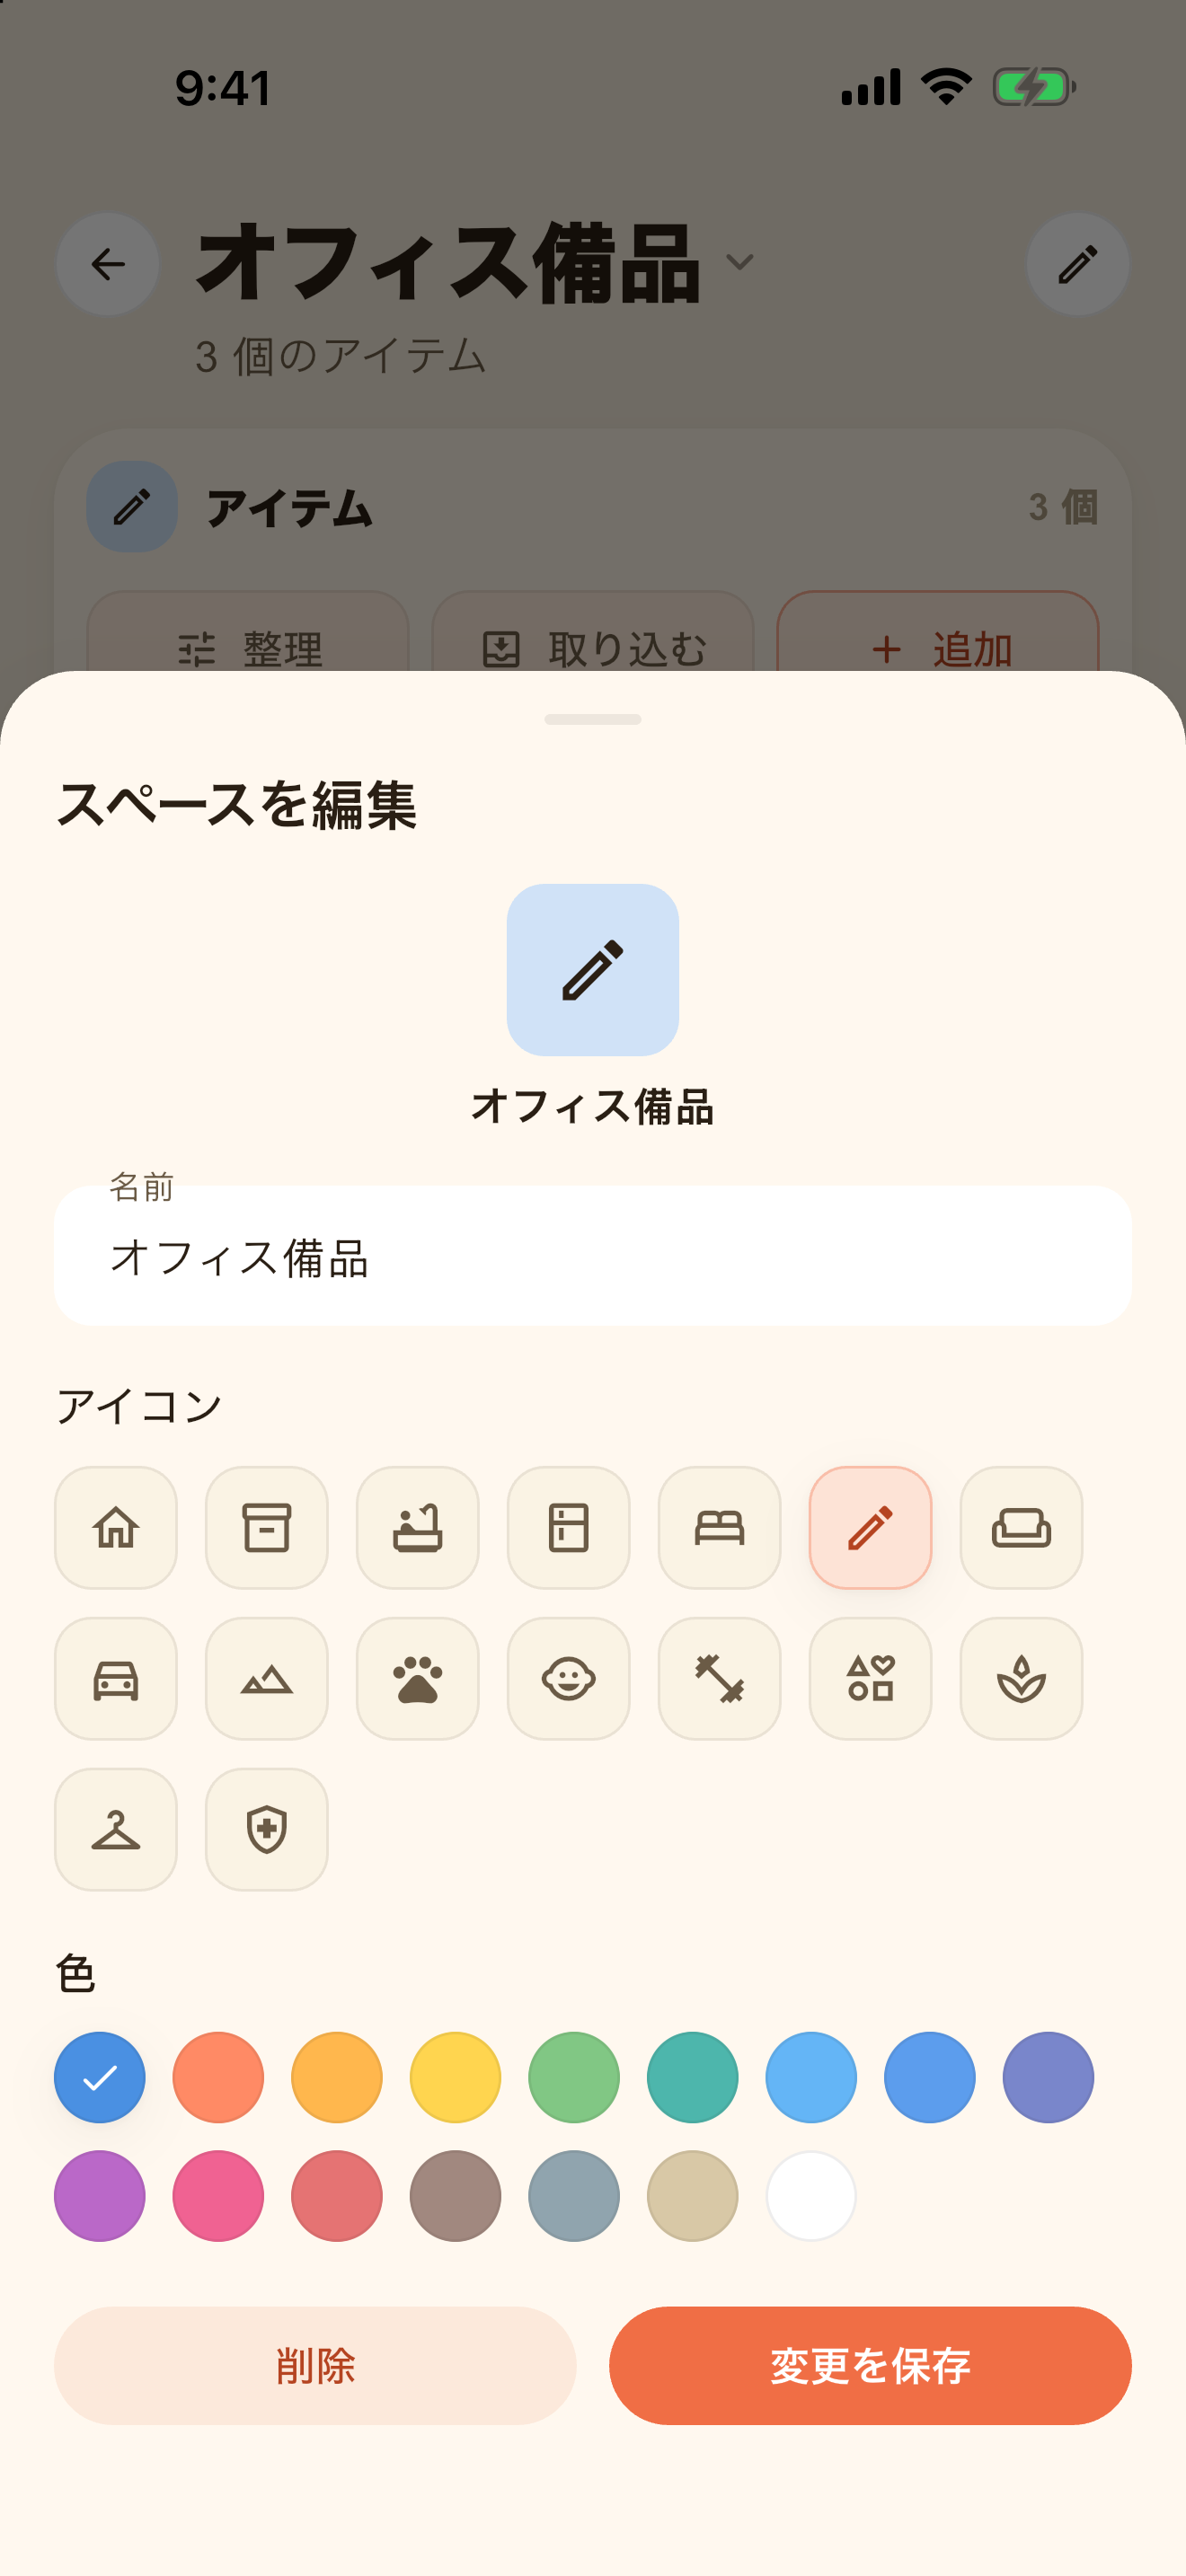 9:41
オフィス備品
3 個のアイテム
アイテム
3 個
整理
取り込む
追加
スペースを編集
オフィス備品
名前
オフィス備品
アイコン
色
削除
変更を保存